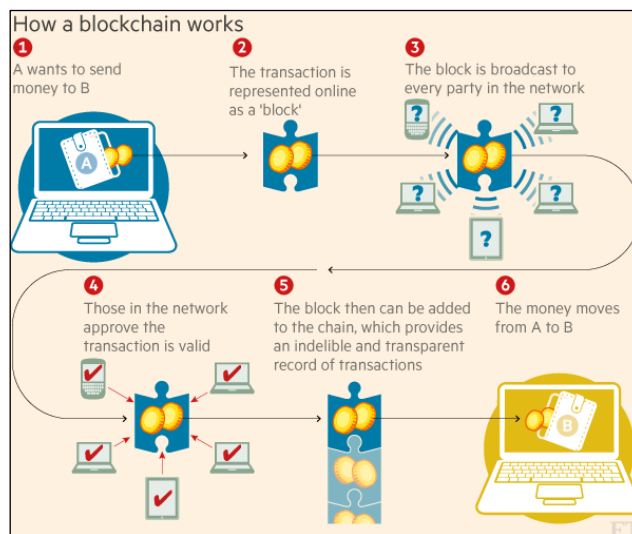 How a blockchain works
1
A wants to send
money to B
2
The transaction is
represented online
as a 'block'
3
The block is broadcast to
every party in the network
A
?
?
?
?
?
4
Those in the network
approve the
transaction is valid
5
The block then can be added
to the chain, which provides
an indelible and transparent
record of transactions
6
The money moves
from A to B
B
FT